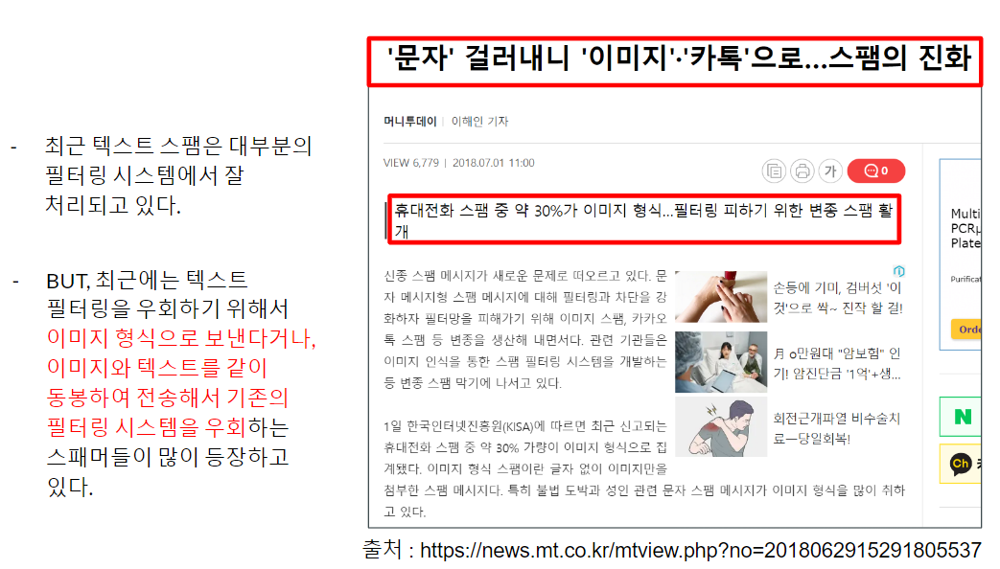 - 최근 텍스트 스팸은 대부분의
필터링 시스템에서 잘
처리되고 있다.
- BUT, 최근에는 텍스트
필터링을 우회하기 위해서
이미지 형식으로 보낸다거나,
이미지와 텍스트를 같이
동봉하여 전송해서 기존의
필터링 시스템을 우회하는
스패머들이 많이 등장하고
있다.
'문자' 걸러내니 '이미지'·'카톡'으로...스팸의 진화
머니투데이 | 이해인 기자
VIEW 6,779 | 2018.07.01 11:00
가
0
휴대전화 스팸 중 약 30%가 이미지 형식...필터링 피하기 위한 변종 스팸 활
개
신종 스팸 메시지가 새로운 문제로 떠오르고 있다. 문
자 메시지형 스팸 메시지에 대해 필터링과 차단을 강
화하자 필터망을 피해가기 위해 이미지 스팸, 카카오
톡 스팸 등 변종을 생산해 내면서다. 관련 기관들은
이미지 인식을 통한 스팸 필터링 시스템을 개발하는
등 변종 스팸 막기에 나서고 있다.
1일 한국인터넷진흥원(KISA)에 따르면 최근 신고되는
휴대전화 스팸 중 약 30% 가량이 이미지 형식으로 집
계됐다. 이미지 형식 스팸이란 글자 없이 이미지만을
첨부한 스팸 메시지다. 특히 불법 도박과 성인 관련 문자 스팸 메시지가 이미지 형식을 많이 취하
고 있다.
손등에 기미, 검버섯 '이
것'으로 싹~ 진작 할 걸!
月 o만원대 "암보험" 인
기! 암진단금 '1억'+생...
회전근개파열 비수술치
료—당일회복!
Multi
PCRµ
Plate
Purificat
Orde
N
Ch
출처 : https://news.mt.co.kr/mtview.php?no=2018062915291805537